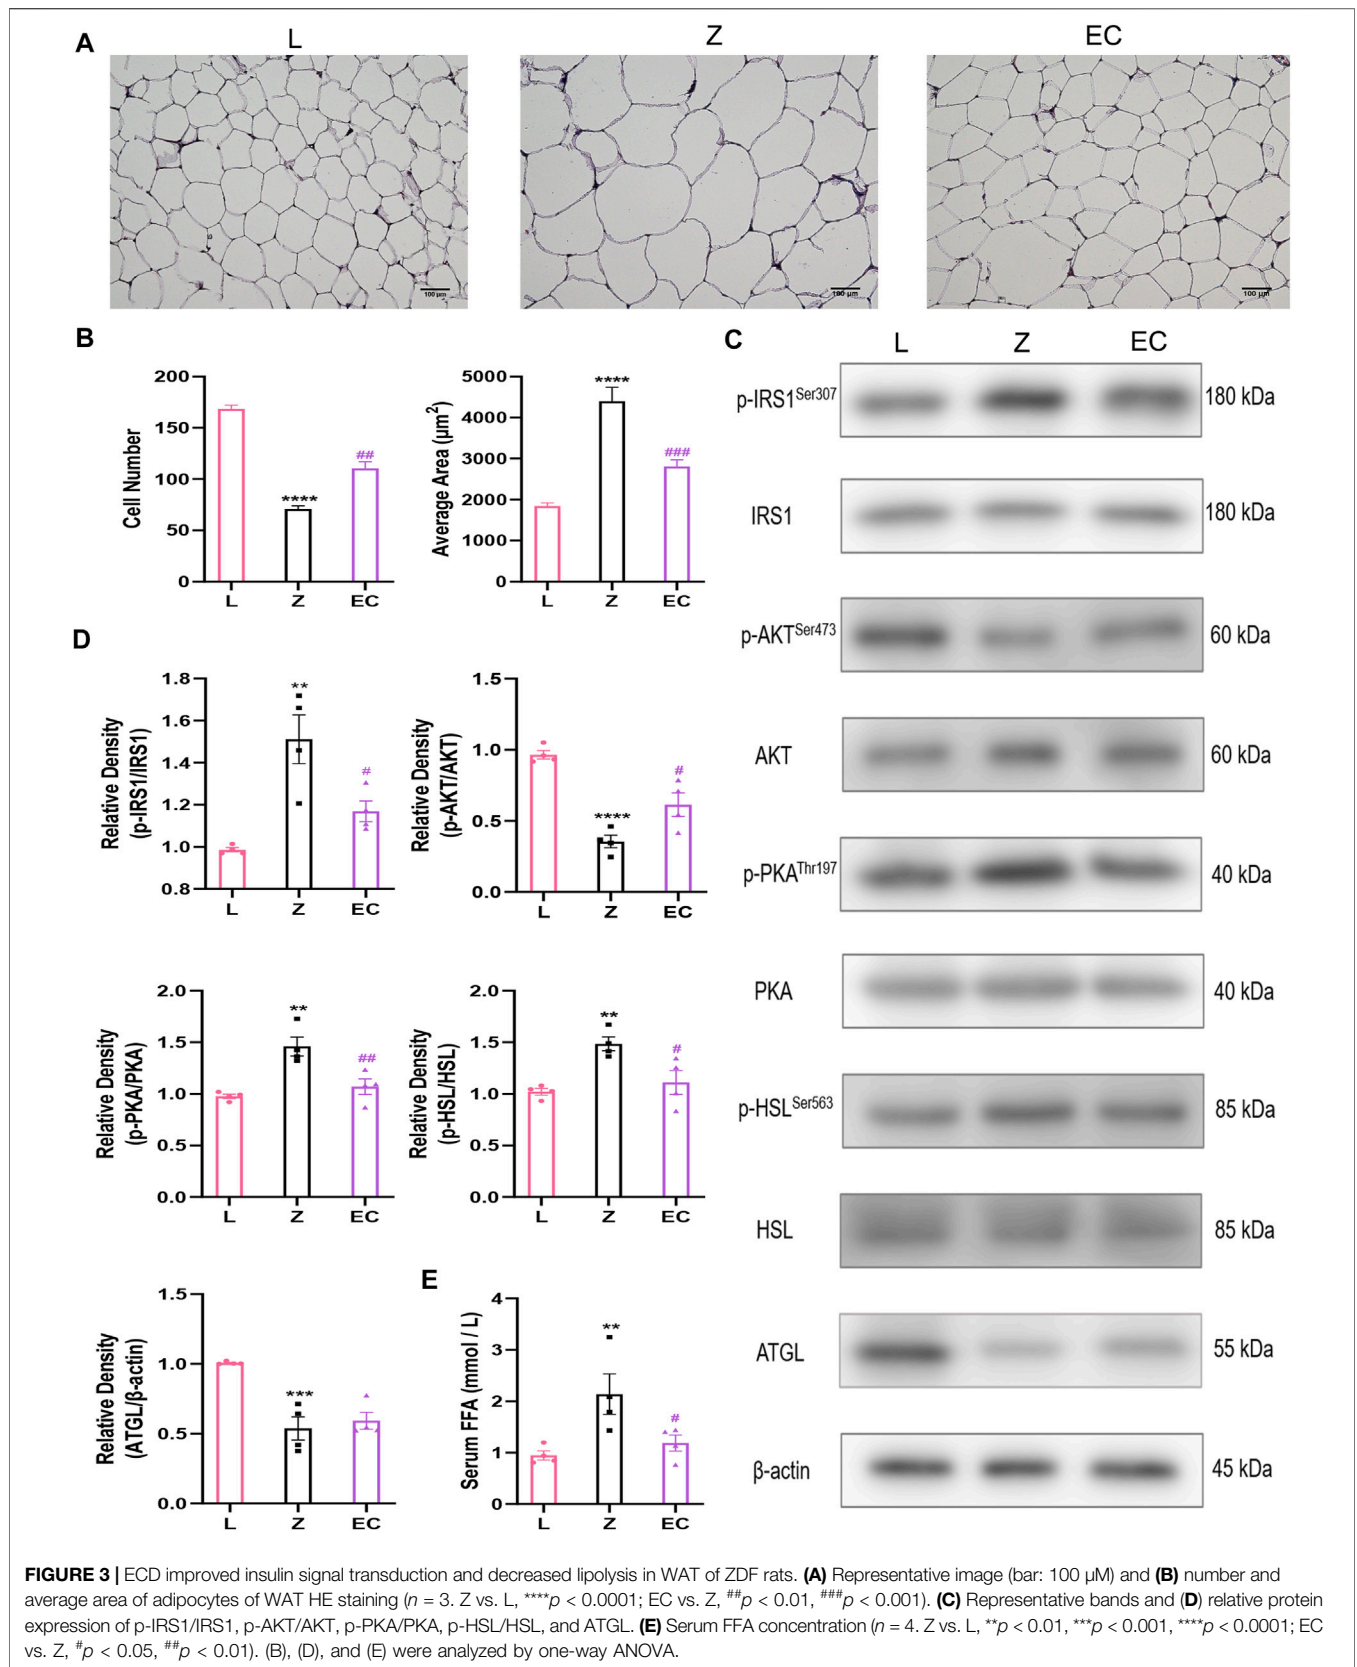 A
L
Z
EC
100 µm
100 µm
100 µm
B
200
150
100
50
0
Cell Number
****
##
L
Z
EC
5000
4000
3000
2000
1000
0
Average Area (µm²)
****
###
L
Z
EC
C
L
Z
EC
p-IRS1Ser307
180 kDa
IRS1
180 kDa
p-AKTSer473
60 kDa
AKT
60 kDa
p-PKAThr197
40 kDa
PKA
40 kDa
p-HSLSer563
85 kDa
HSL
85 kDa
ATGL
55 kDa
β-actin
45 kDa
D
1.8
1.6
1.4
1.2
1.0
0.8
Relative Density
(p-IRS1/IRS1)
**
#
L
Z
EC
1.5
1.0
0.5
0.0
Relative Density
(p-AKT/AKT)
****
#
L
Z
EC
2.0
1.5
1.0
0.5
0.0
Relative Density
(p-PKA/PKA)
**
##
L
Z
EC
2.0
1.5
1.0
0.5
0.0
Relative Density
(p-HSL/HSL)
**
#
L
Z
EC
1.5
1.0
0.5
0.0
Relative Density
(ATGL/β-actin)
***
L
Z
EC
E
4
3
2
1
0
Serum FFA (mmol / L)
**
#
L
Z
EC
FIGURE 3 | ECD improved insulin signal transduction and decreased lipolysis in WAT of ZDF rats. (A) Representative image (bar: 100 µM) and (B) number and
average area of adipocytes of WAT HE staining (n = 3. Z vs. L, ****p < 0.0001; EC vs. Z, ##p < 0.01, ###p < 0.001). (C) Representative bands and (D) relative protein
expression of p-IRS1/IRS1, p-AKT/AKT, p-PKA/PKA, p-HSL/HSL, and ATGL. (E) Serum FFA concentration (n = 4. Z vs. L, **p < 0.01, ***p < 0.001, ****p < 0.0001; EC
vs. Z, #p < 0.05, ##p < 0.01). (B), (D), and (E) were analyzed by one-way ANOVA.